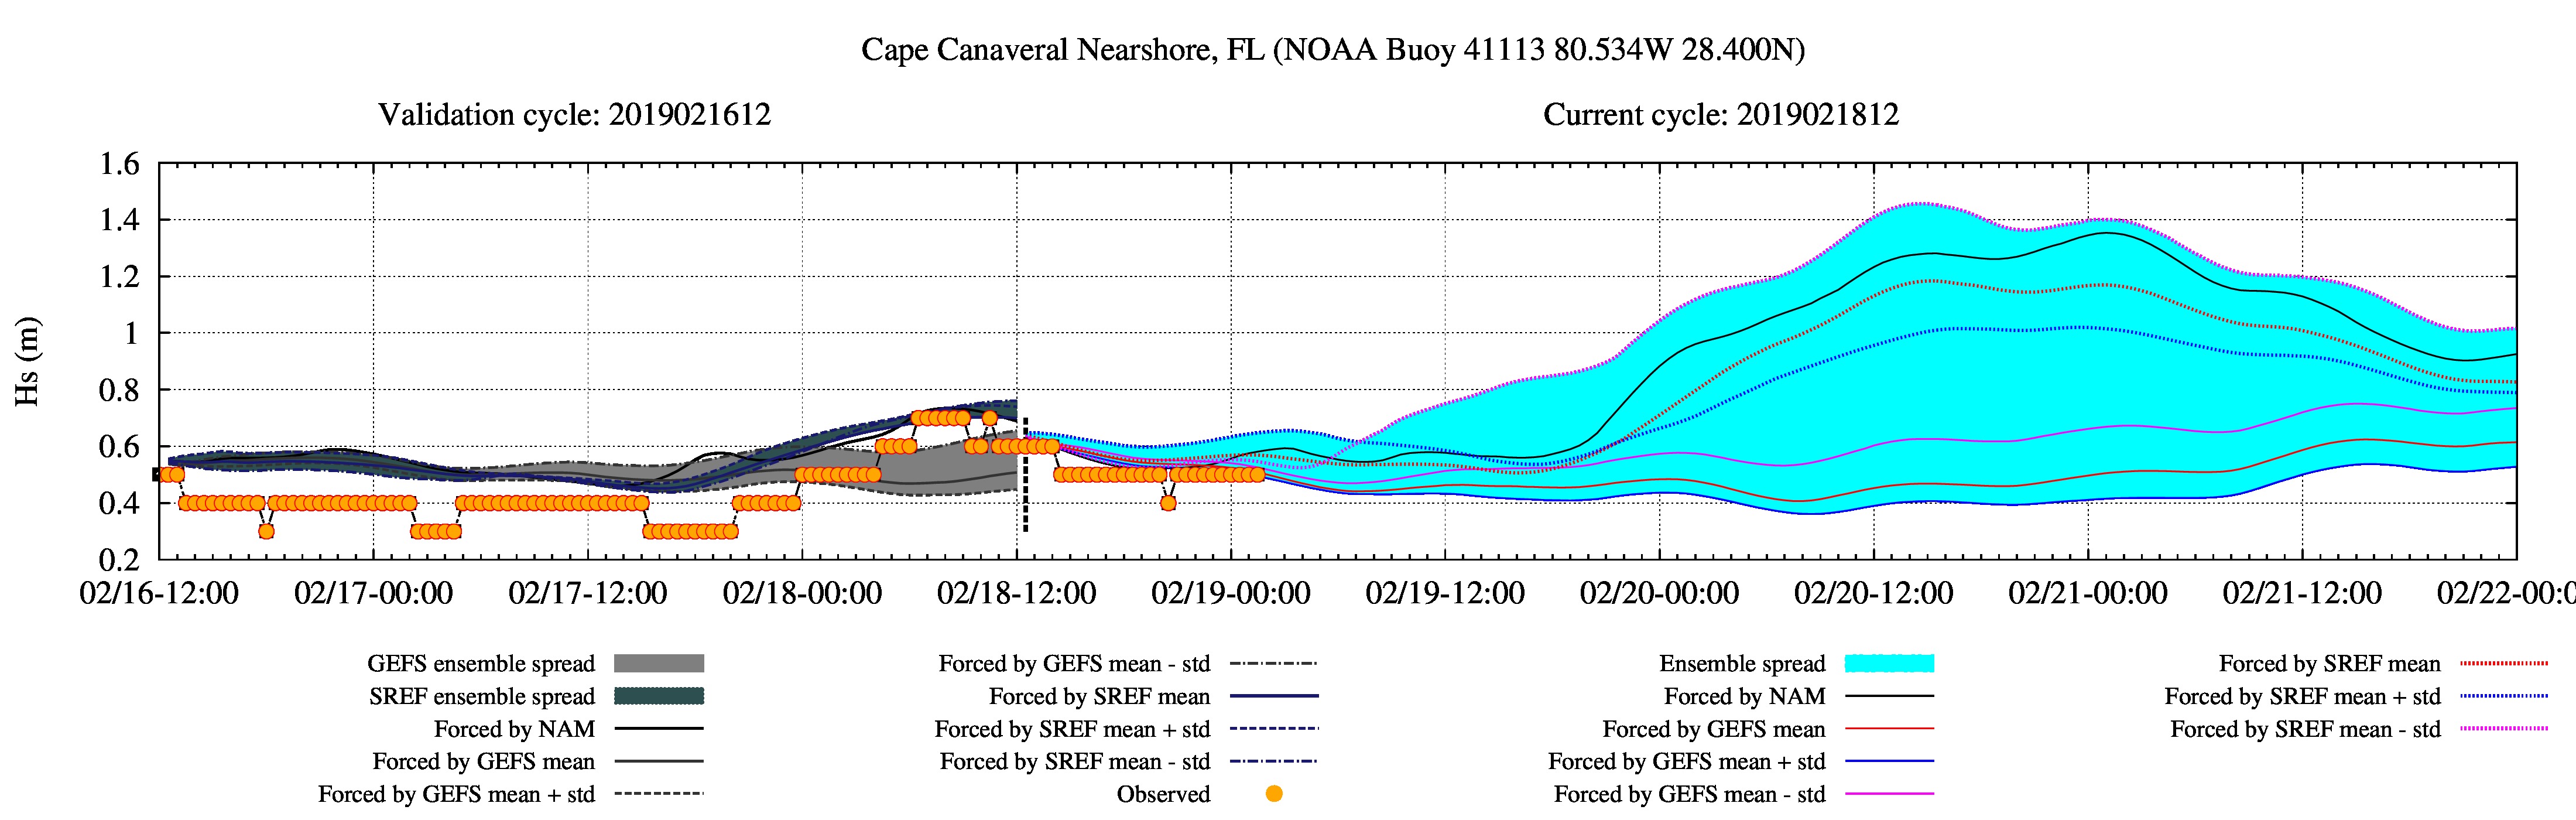 Cape Canaveral Nearshore, FL (NOAA Buoy 41113 80.534W 28.400N)
Validation cycle: 2019021612
Current cycle: 2019021812
Hs (m)
1.6
1.4
1.2
1
0.8
0.6
0.4
0.2
02/16-12:00 02/17-00:00 02/17-12:00 02/18-00:00 02/18-12:00 02/19-00:00 02/19-12:00 02/20-00:00 02/20-12:00 02/21-00:00 02/21-12:00 02/22-00:0
GEFS ensemble spread
SREF ensemble spread
Forced by NAM
Forced by GEFS mean
Forced by GEFS mean + std
Forced by GEFS mean - std
Forced by SREF mean
Forced by SREF mean + std
Forced by SREF mean - std
Observed
Ensemble spread
Forced by NAM
Forced by GEFS mean
Forced by GEFS mean + std
Forced by GEFS mean - std
Forced by SREF mean
Forced by SREF mean + std
Forced by SREF mean - std